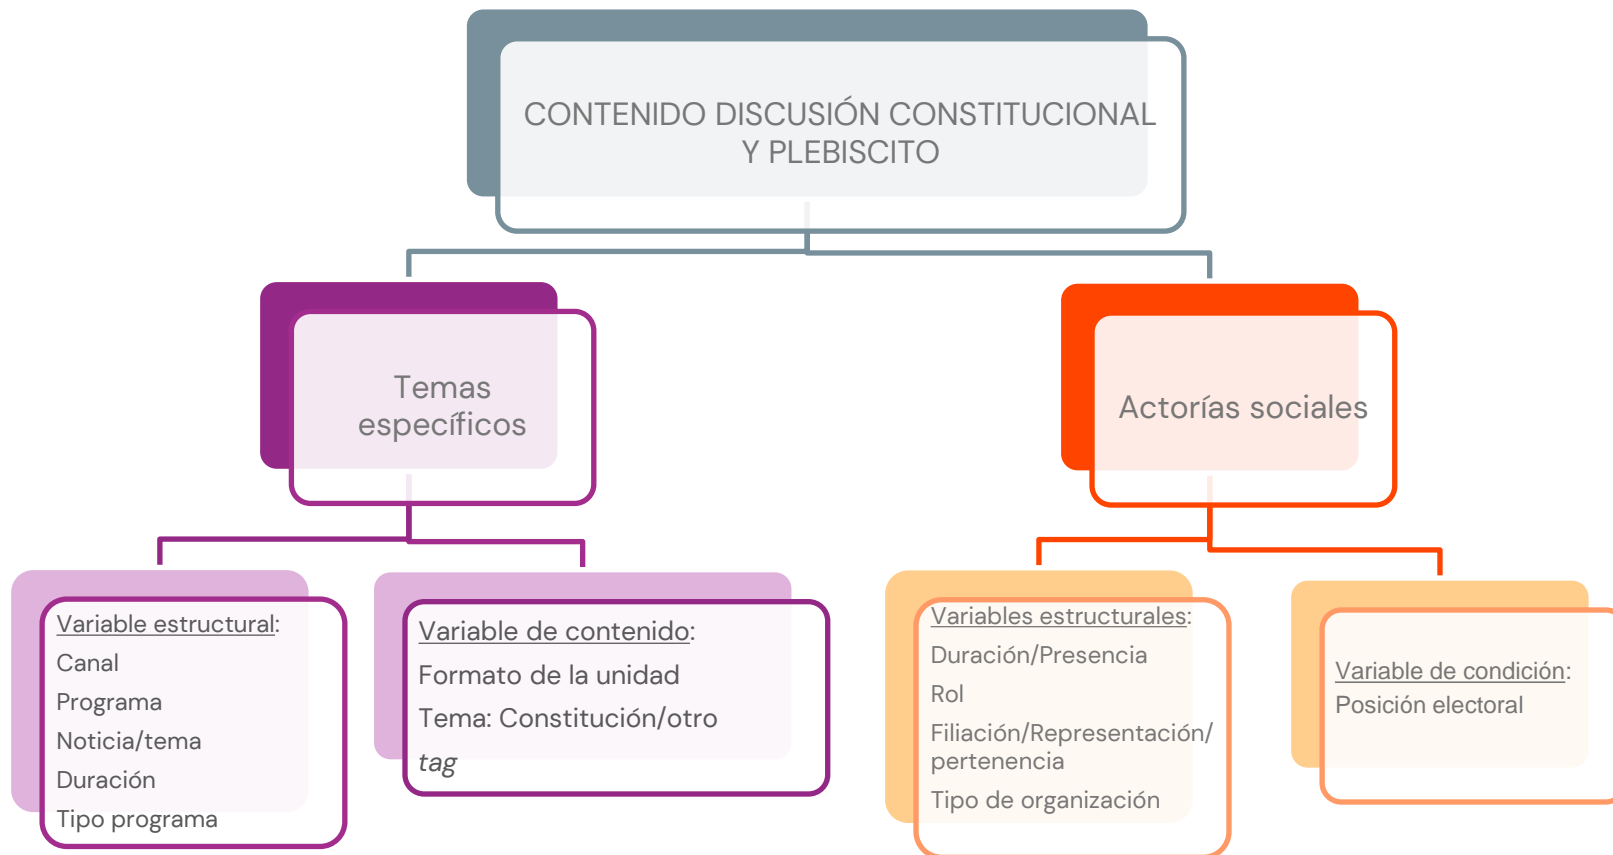 CONTENIDO DISCUSIÓN CONSTITUCIONAL
Y PLEBISCITO
Temas
específicos
Actorías sociales
Variable estructural:
Canal
Programa
Noticia/tema
Duración
Tipo programa
Variable de contenido:
Formato de la unidad
Tema: Constitución/otro
tag
Variables estructurales:
Duración/Presencia
Rol
Filiación/Representación/
pertenencia
Tipo de organización
Variable de condición:
Posición electoral